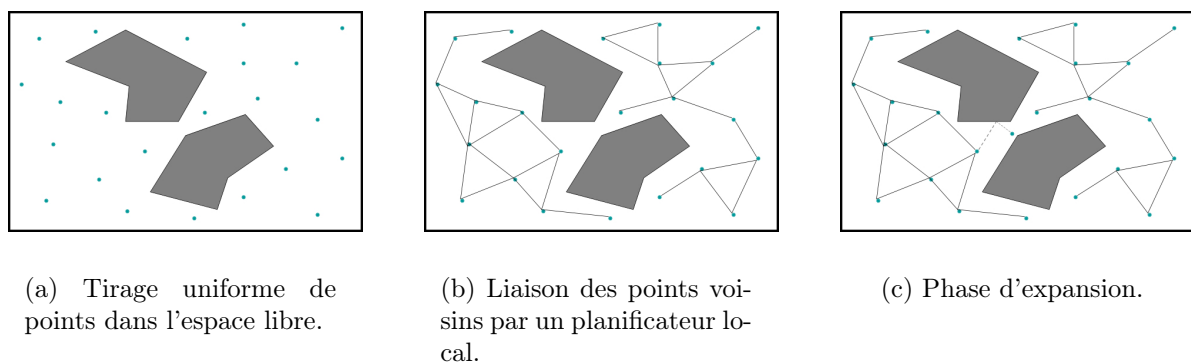 (a) Tirage uniforme de
points dans l'espace libre.
(b) Liaison des points voi-
sins par un planificateur lo-
cal.
(c) Phase d'expansion.